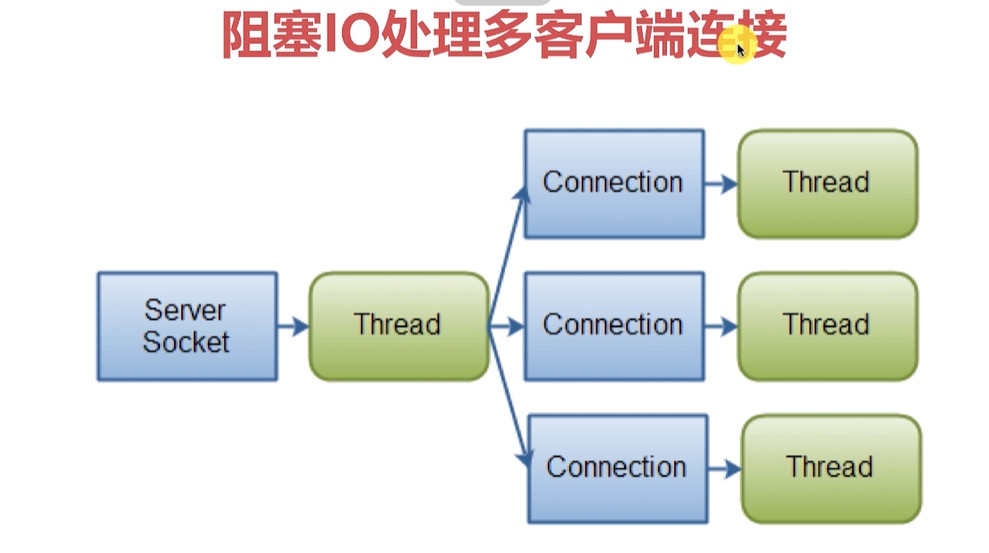 阻塞IO处理多客户端连接
Connection
Thread
Server
Socket
Thread
Connection
Thread
Connection
Thread